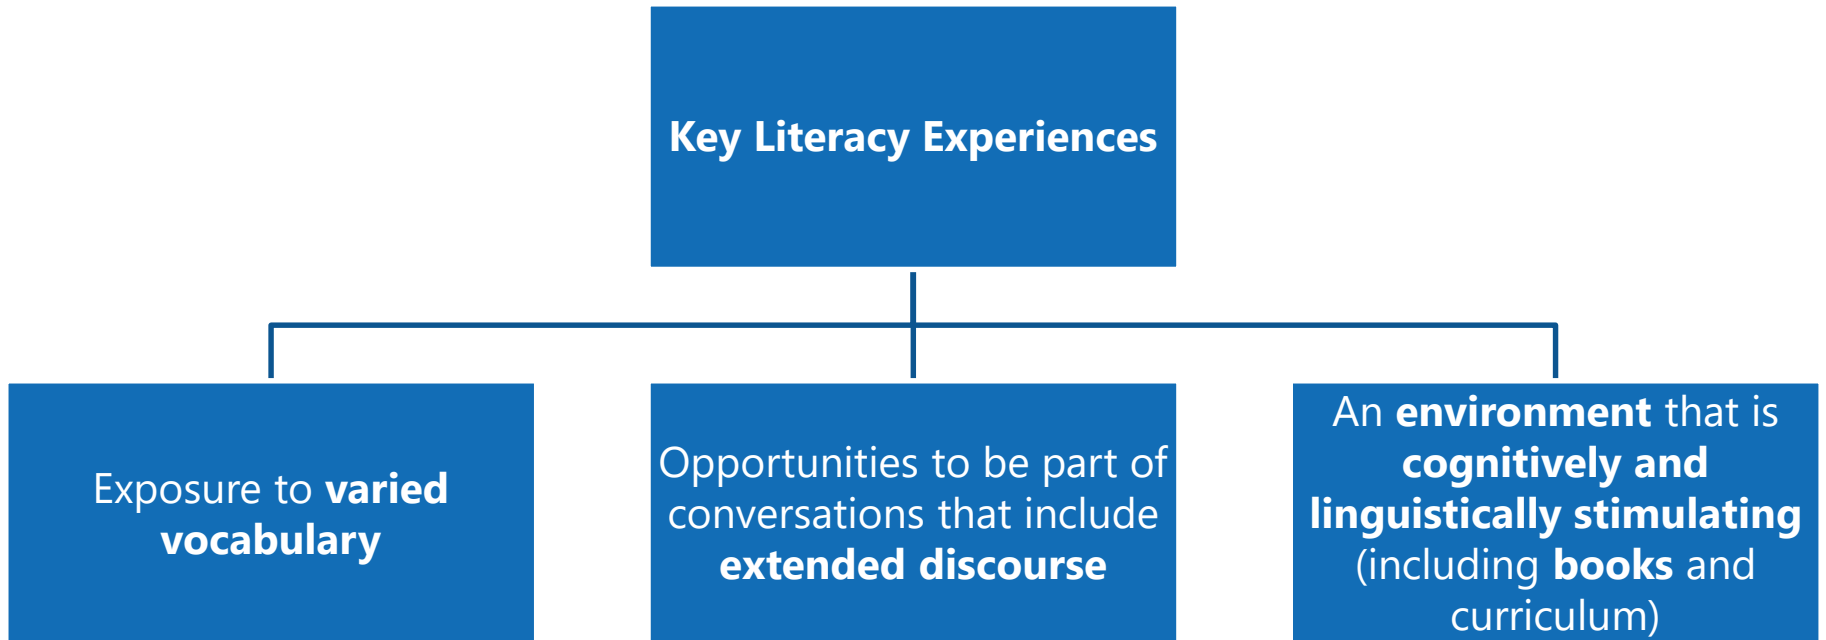 Key Literacy Experiences
Exposure to varied
vocabulary
Opportunities to be part of
conversations that include
extended discourse
An environment that is
cognitively and
linguistically stimulating
(including books and
curriculum)